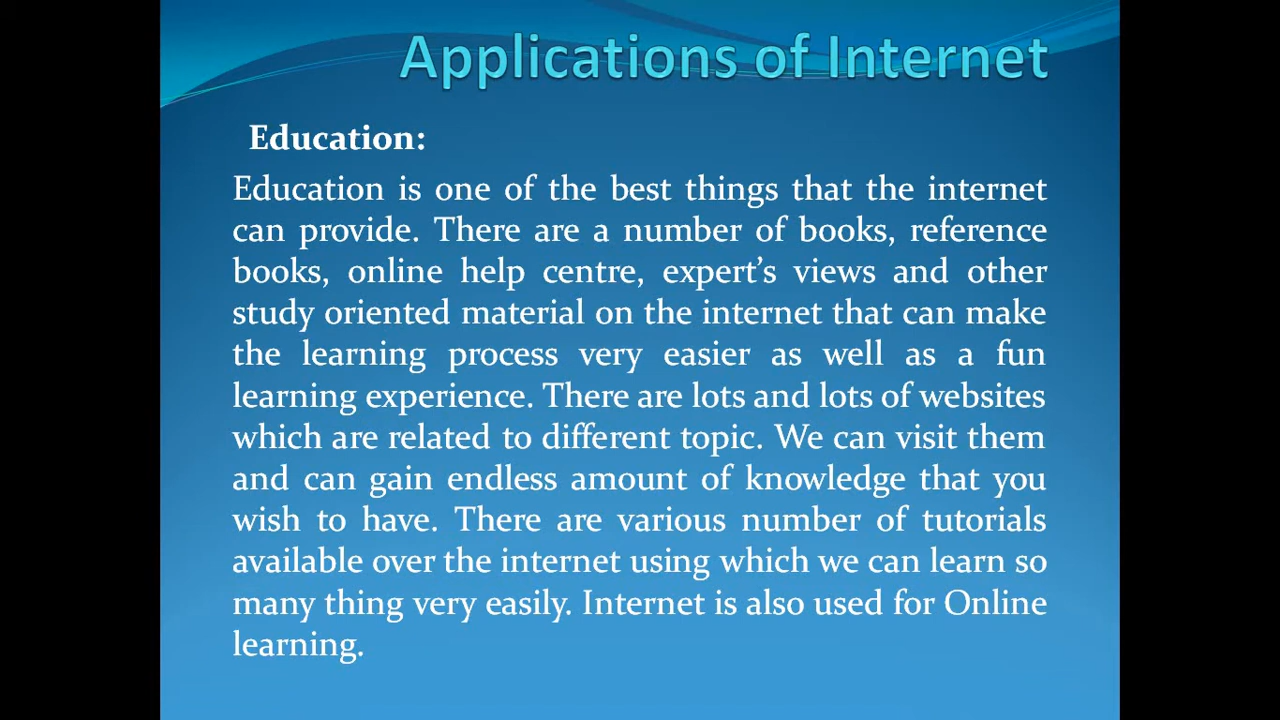 Applications of Internet
Education:
Education is one of the best things that the internet
can provide. There are a number of books, reference
books, online help centre, expert’s views and other
study oriented material on the internet that can make
the learning process very easier as well as a fun
learning experience. There are lots and lots of websites
which are related to different topic. We can visit them
and can gain endless amount of knowledge that you
wish to have. There are various number of tutorials
available over the internet using which we can learn so
many thing very easily. Internet is also used for Online
learning.